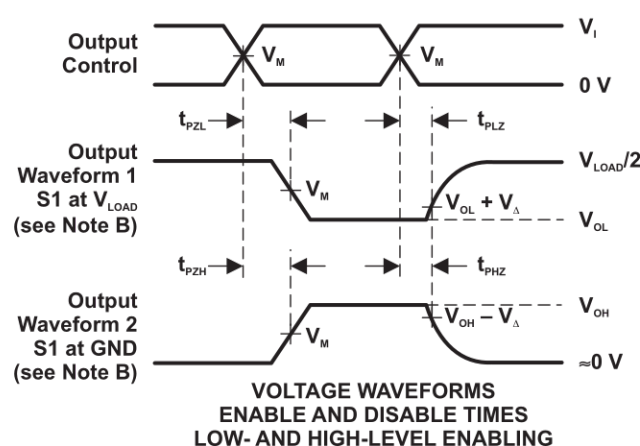 Output
Control
V_M
V_M
V_I
0 V
t_PZL
t_PLZ
Output
Waveform 1
S1 at V_LOAD
(see Note B)
V_M
V_LOAD/2
V_OL + V_Δ
V_OL
t_PZH
t_PHZ
Output
Waveform 2
S1 at GND
(see Note B)
V_M
V_OH
V_OH – V_Δ
≈0 V
VOLTAGE WAVEFORMS
ENABLE AND DISABLE TIMES
LOW- AND HIGH-LEVEL ENABLING